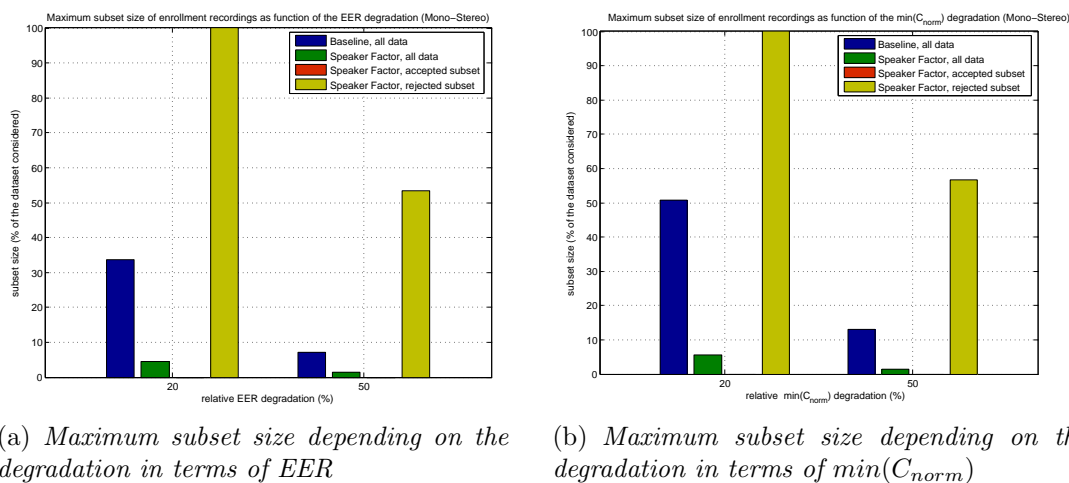 Maximum subset size of enrollment recordings as function of the EER degradation (Mono−Stereo)
100
90
80
70
60
50
40
30
20
10
0
subset size (% of the dataset considered)
Baseline, all data
Speaker Factor, all data
Speaker Factor, accepted subset
Speaker Factor, rejected subset
20
50
relative EER degradation (%)
(a) Maximum subset size depending on the
degradation in terms of EER
Maximum subset size of enrollment recordings as function of the min(C_norm) degradation (Mono−Stereo)
100
90
80
70
60
50
40
30
20
10
0
subset size (% of the dataset considered)
Baseline, all data
Speaker Factor, all data
Speaker Factor, accepted subset
Speaker Factor, rejected subset
20
50
relative min(C_norm) degradation (%)
(b) Maximum subset size depending on th
degradation in terms of min(C_norm)